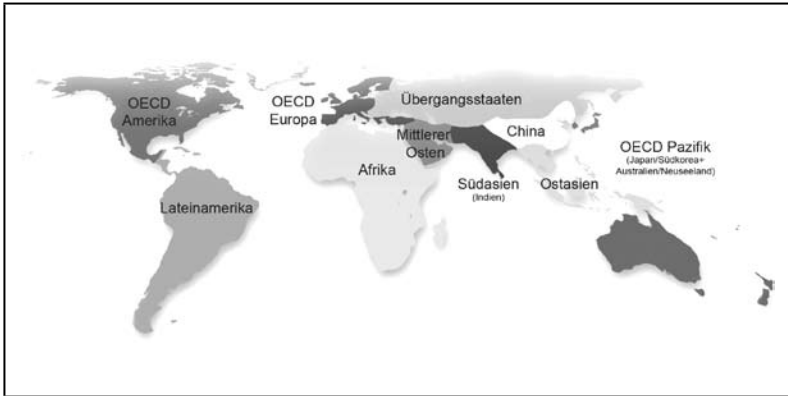 OECD
Amerika
OECD
Europa
Übergangsstaaten
Mittlerer
Osten
China
OECD Pazifik
(Japan/Südkorea+
Australien/Neuseeland)
Afrika
Südasien
(Indien)
Ostasien
Lateinamerika